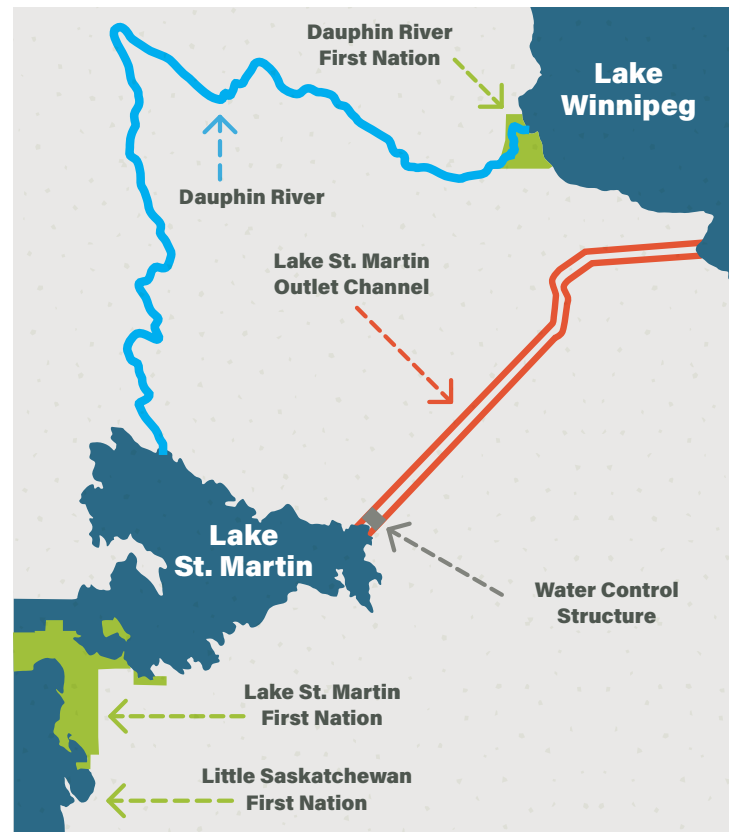 Dauphin River
First Nation
Lake
Winnipeg
Dauphin River
Lake St. Martin
Outlet Channel
Lake
St. Martin
Water Control
Structure
Lake St. Martin
First Nation
Little Saskatchewan
First Nation